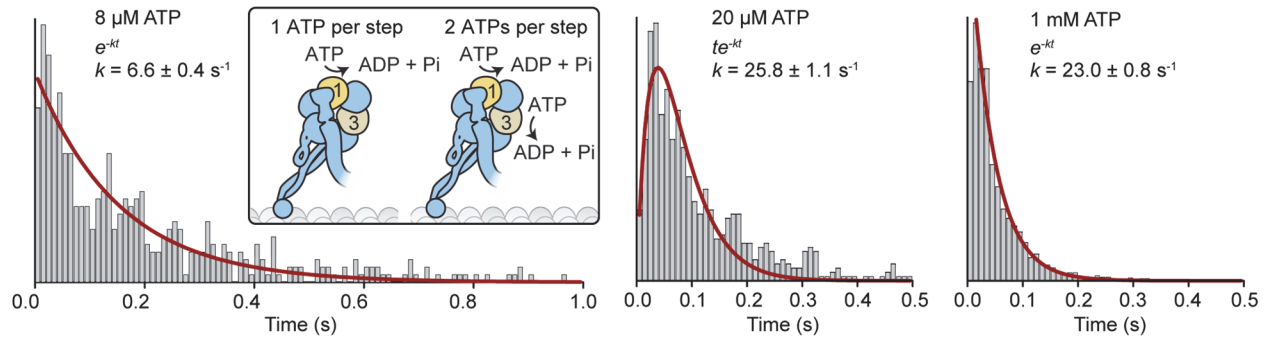 8 µM ATP
e-kt
k = 6.6 ± 0.4 s-1
1 ATP per step
2 ATPs per step
ATP
ADP + Pi
1
3
ATP
ADP + Pi
1
ATP
3
ADP + Pi
0.0 0.2 0.4 0.6 0.8 1.0
Time (s)
20 µM ATP
te-kt
k = 25.8 ± 1.1 s-1
0.0 0.1 0.2 0.3 0.4 0.5
Time (s)
1 mM ATP
e-kt
k = 23.0 ± 0.8 s-1
0.0 0.1 0.2 0.3 0.4 0.5
Time (s)